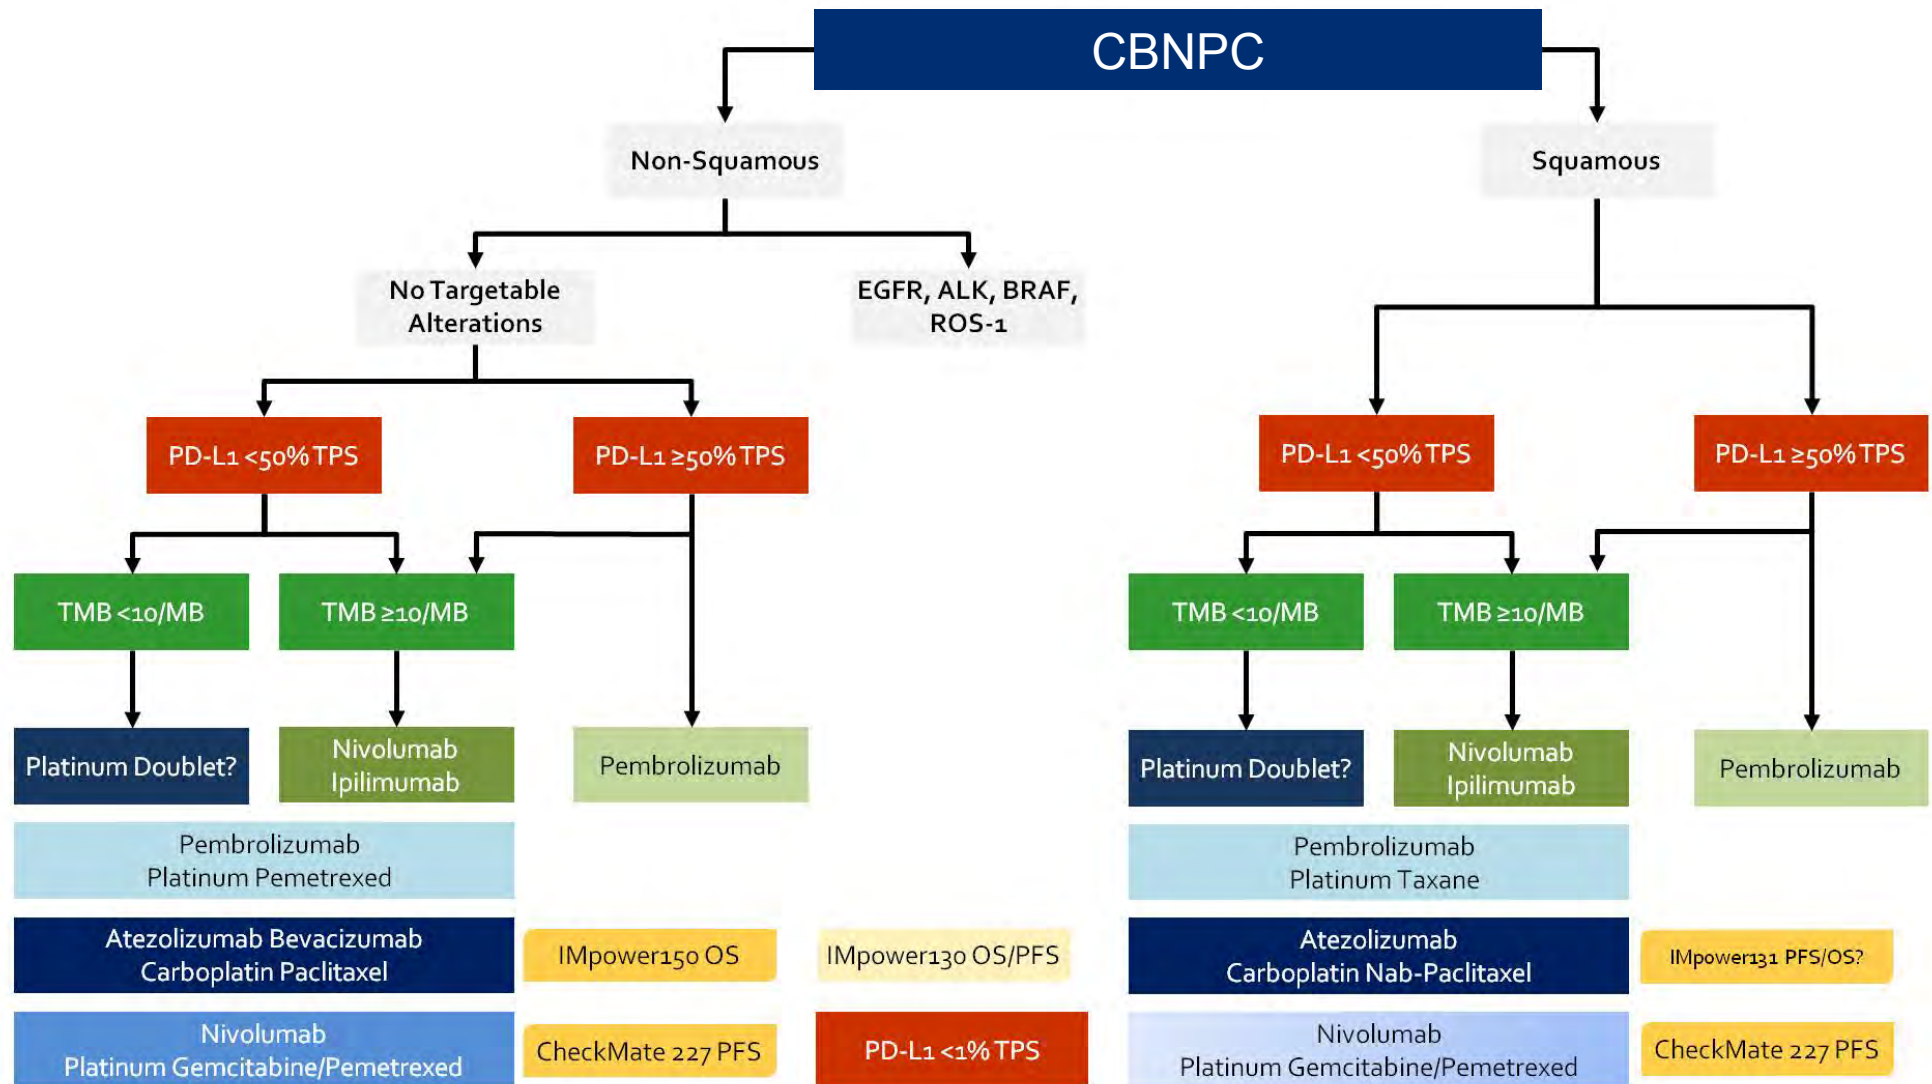 CBNPC
Non-Squamous
Squamous
No Targetable
Alterations
EGFR, ALK, BRAF,
ROS-1
PD-L1 <50% TPS
PD-L1 ≥50% TPS
PD-L1 <50% TPS
PD-L1 ≥50% TPS
TMB <10/MB
TMB ≥10/MB
TMB <10/MB
TMB ≥10/MB
Platinum Doublet?
Nivolumab
Ipilimumab
Pembrolizumab
Platinum Doublet?
Nivolumab
Ipilimumab
Pembrolizumab
Pembrolizumab
Platinum Pemetrexed
Pembrolizumab
Platinum Taxane
Atezolizumab Bevacizumab
Carboplatin Paclitaxel
IMpower150 OS
IMpower130 OS/PFS
Atezolizumab
Carboplatin Nab-Paclitaxel
IMpower131 PFS/OS?
Nivolumab
Platinum Gemcitabine/Pemetrexed
CheckMate 227 PFS
PD-L1 <1% TPS
Nivolumab
Platinum Gemcitabine/Pemetrexed
CheckMate 227 PFS